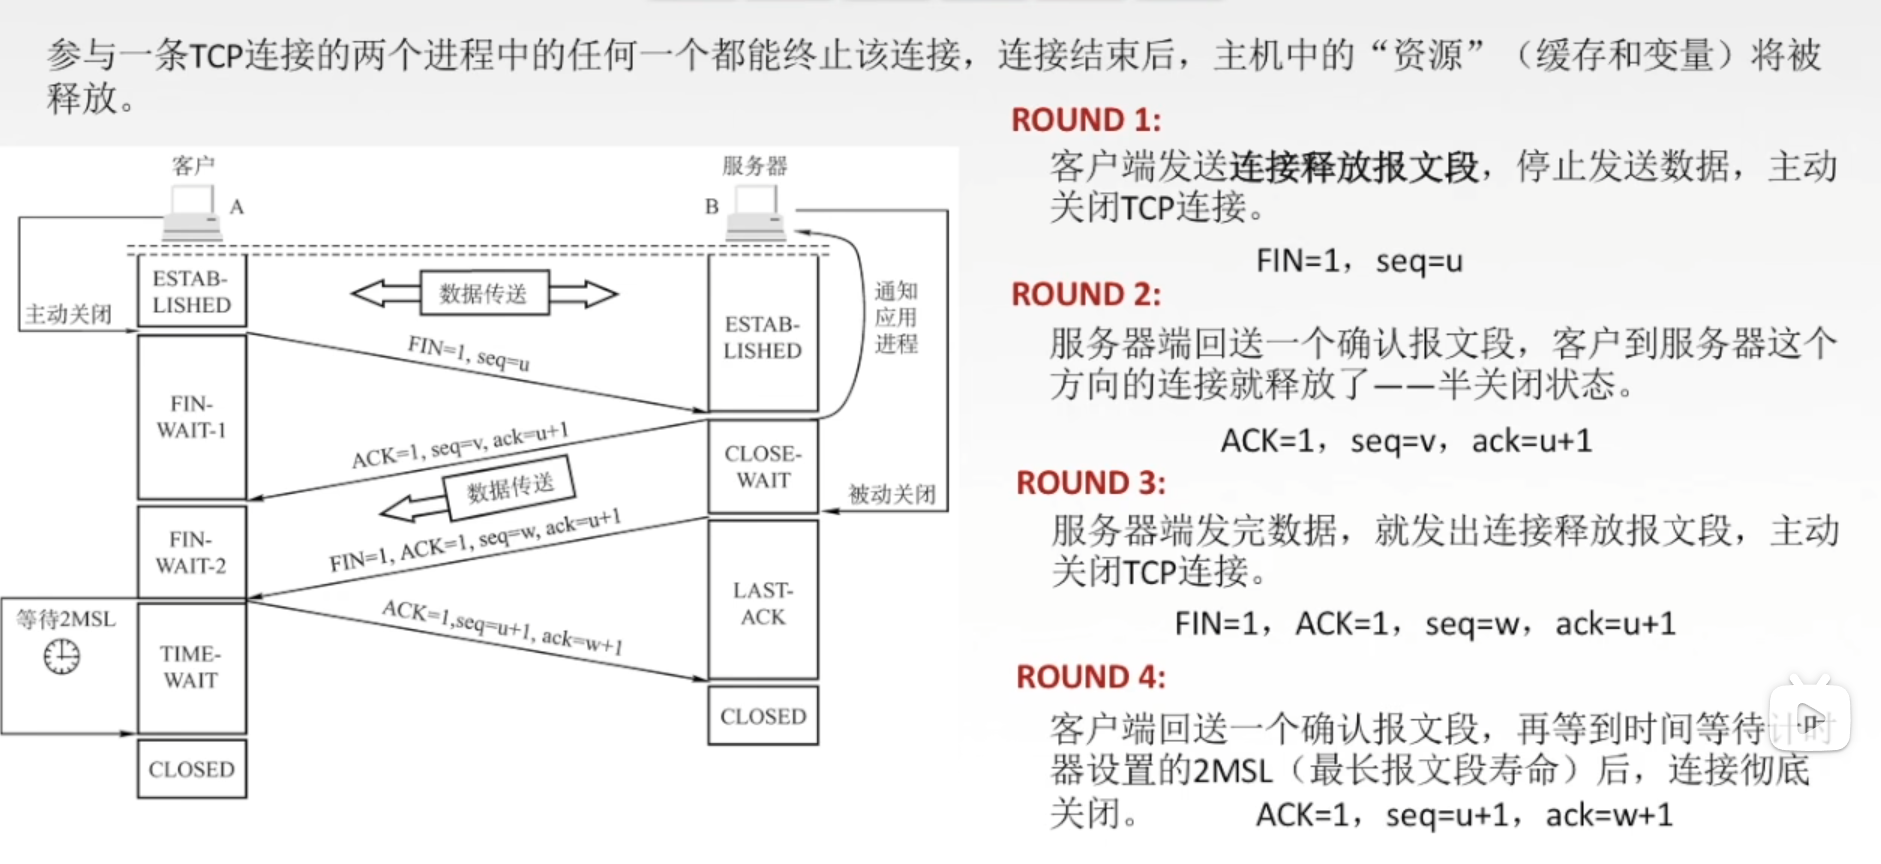 参与一条TCP连接的两个进程中的任何一个都能终止该连接，连接结束后，主机中的“资源”（缓存和变量）将被
释放。
客户
服务器
A
B
ESTAB-
LISHED
主动关闭
数据传送
ESTAB-
LISHED
通知
应用
进程
FIN=1, seq=u
FIN-
WAIT-1
ACK=1, seq=v, ack=u+1
CLOSE-
WAIT
数据传送
被动关闭
FIN-
WAIT-2
FIN=1, ACK=1, seq=w, ack=u+1
LAST-
ACK
等待2MSL
ACK=1,seq=u+1, ack=w+1
TIME-
WAIT
CLOSED
CLOSED
ROUND 1:
客户端发送连接释放报文段，停止发送数据，主动
关闭TCP连接。
FIN=1，seq=u
ROUND 2:
服务器端回送一个确认报文段，客户到服务器这个
方向的连接就释放了——半关闭状态。
ACK=1，seq=v，ack=u+1
ROUND 3:
服务器端发完数据，就发出连接释放报文段，主动
关闭TCP连接。
FIN=1，ACK=1，seq=w，ack=u+1
ROUND 4:
客户端回送一个确认报文段，再等到时间等待计时
器设置的2MSL（最长报文段寿命）后，连接彻底
关闭。 ACK=1，seq=u+1，ack=w+1